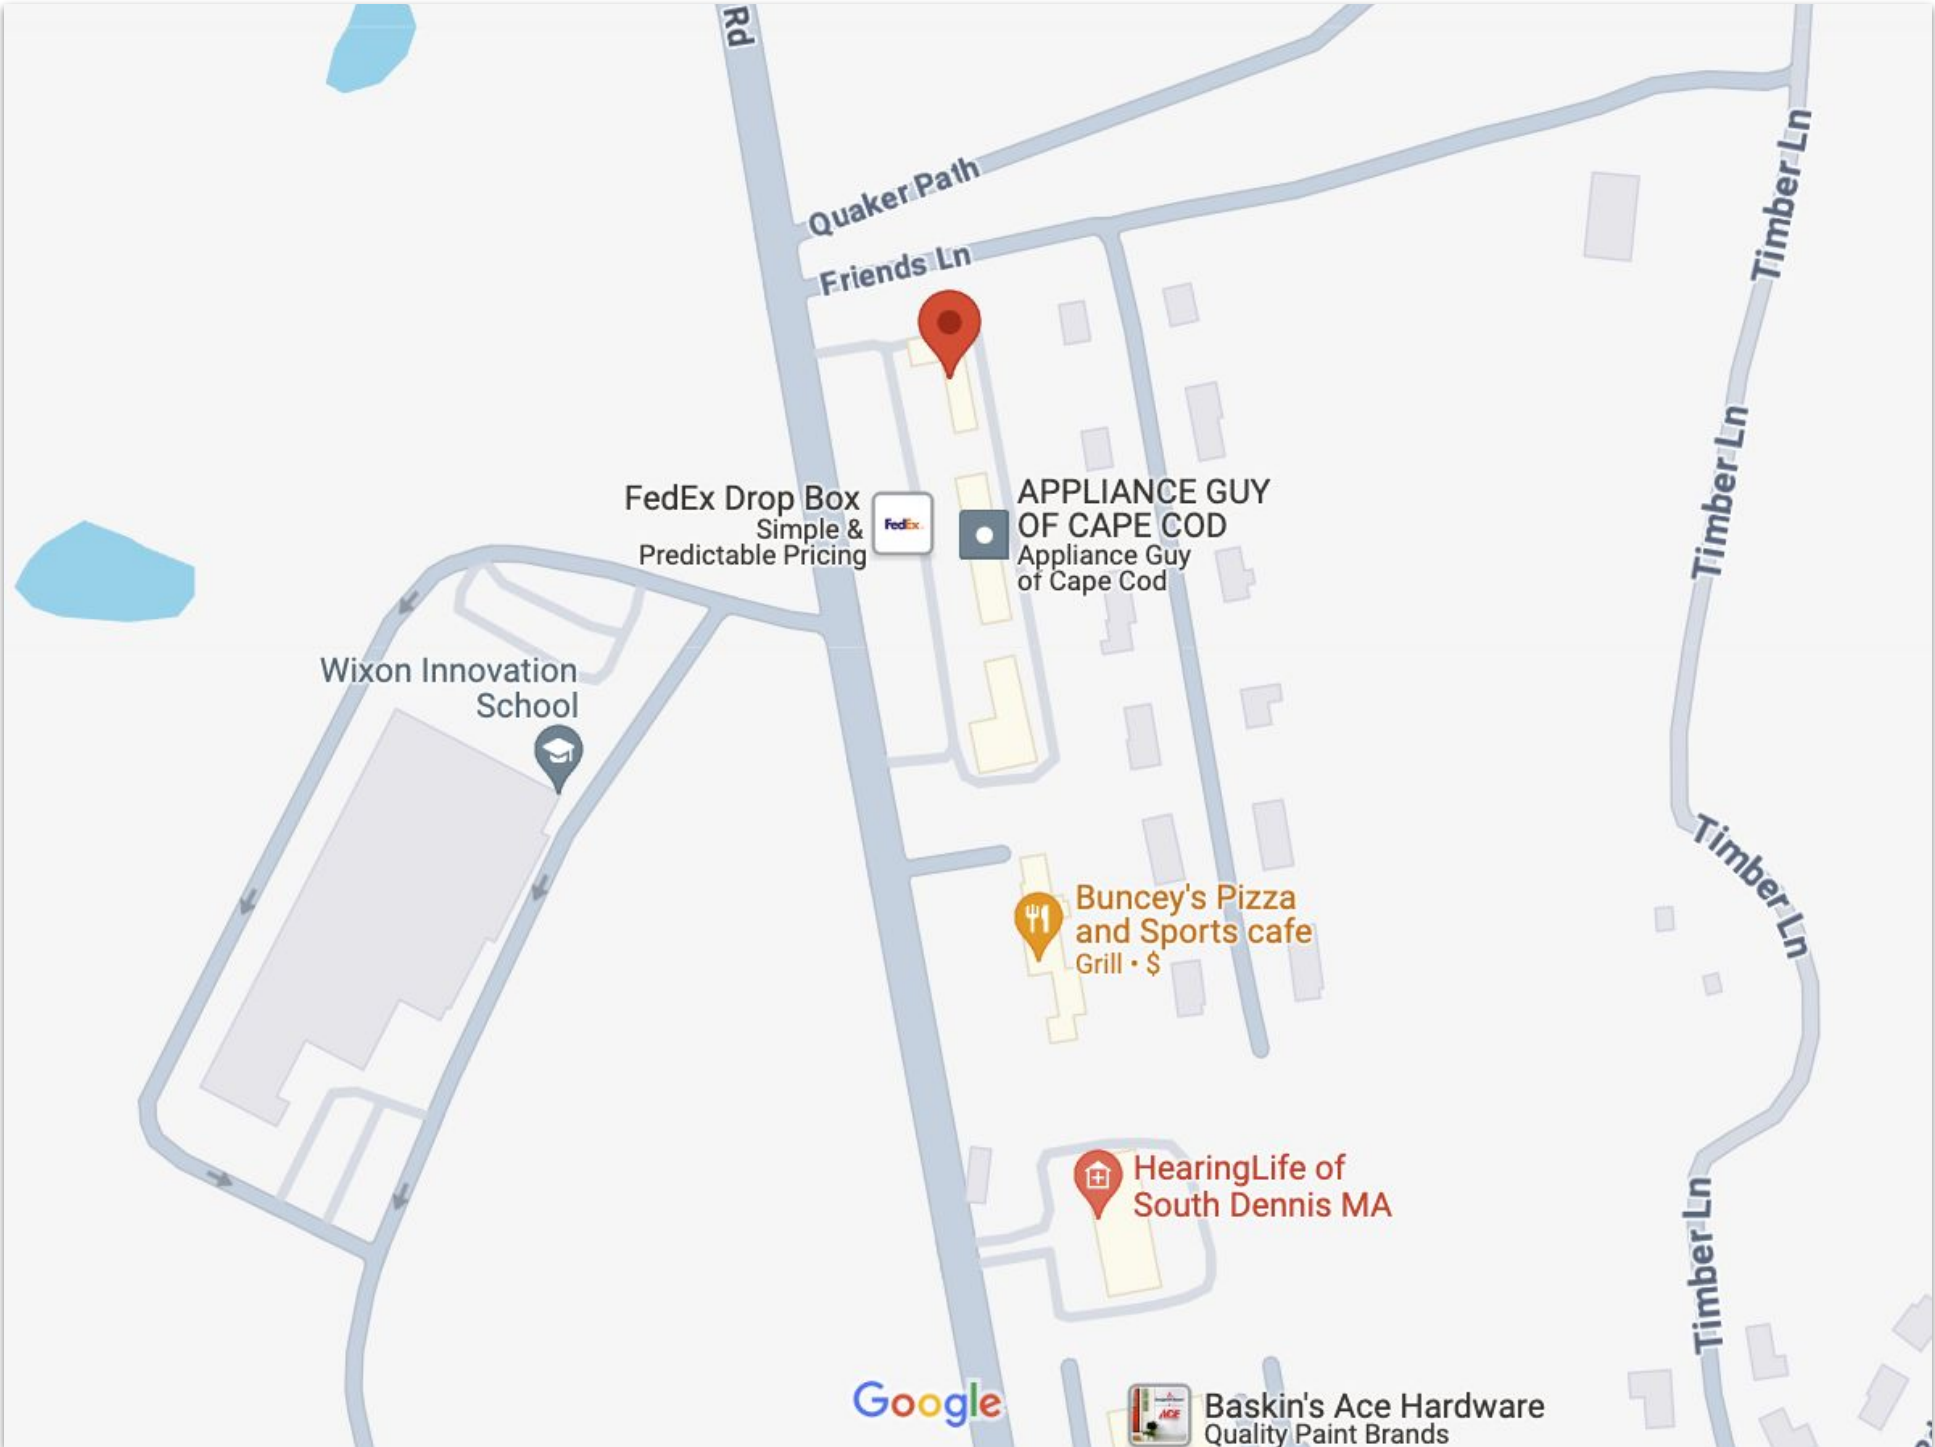 Rd
Quaker Path
Friends Ln
Timber Ln
Timber Ln
FedEx Drop Box
Simple &
Predictable Pricing
FedEx
APPLIANCE GUY
OF CAPE COD
Appliance Guy
of Cape Cod
Wixon Innovation
School
Timber Ln
Buncey's Pizza
and Sports cafe
Grill • $
HearingLife of
South Dennis MA
Timber Ln
Google
ACE
Baskin's Ace Hardware
Quality Paint Brands